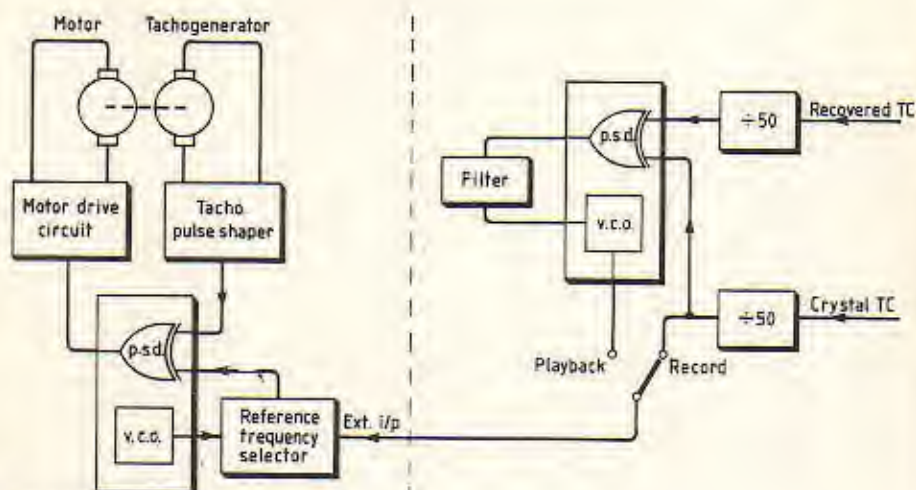 Motor
Tachogenerator
Motor drive
circuit
Tacho
pulse shaper
p.s.d.
v.c.o.
Reference
frequency
selector
Ext. i/p
Filter
p.s.d.
v.c.o.
÷50
Recovered TC
÷50
Crystal TC
Playback
Record